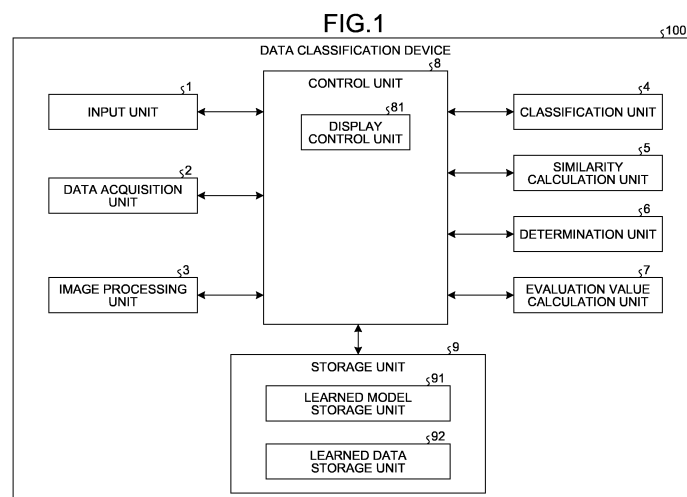 FIG.1
100
DATA CLASSIFICATION DEVICE
8
CONTROL UNIT
81
DISPLAY
CONTROL UNIT
1
INPUT UNIT
2
DATA ACQUISITION
UNIT
3
IMAGE PROCESSING
UNIT
4
CLASSIFICATION UNIT
5
SIMILARITY
CALCULATION UNIT
6
DETERMINATION UNIT
7
EVALUATION VALUE
CALCULATION UNIT
9
STORAGE UNIT
91
LEARNED MODEL
STORAGE UNIT
92
LEARNED DATA
STORAGE UNIT